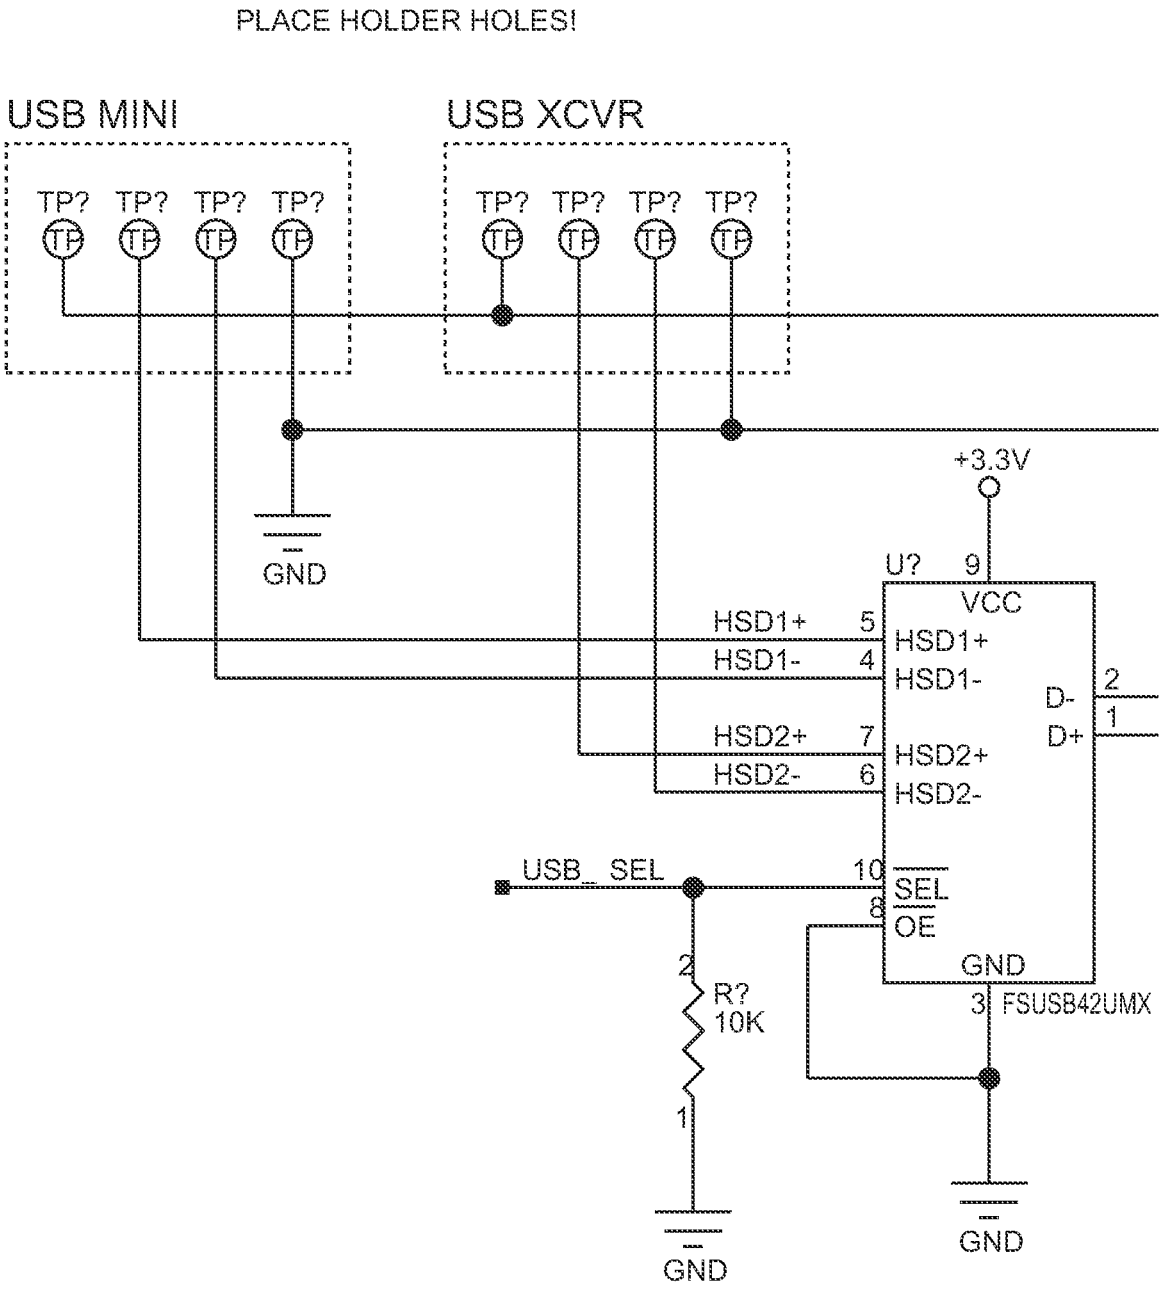 PLACE HOLDER HOLES!
USB MINI
USB XCVR
TP? TP? TP? TP?
TP? TP? TP? TP?
TP TP TP TP
TP TP TP TP
+3.3V
GND
U? 9
VCC
HSD1+ 5 HSD1+
HSD1- 4 HSD1-
D- 2
D+ 1
HSD2+ 7 HSD2+
HSD2- 6 HSD2-
USB_ SEL 10 SEL
8 OE
2
R?
10K
1
GND
GND
3 FSUSB42UMX
GND